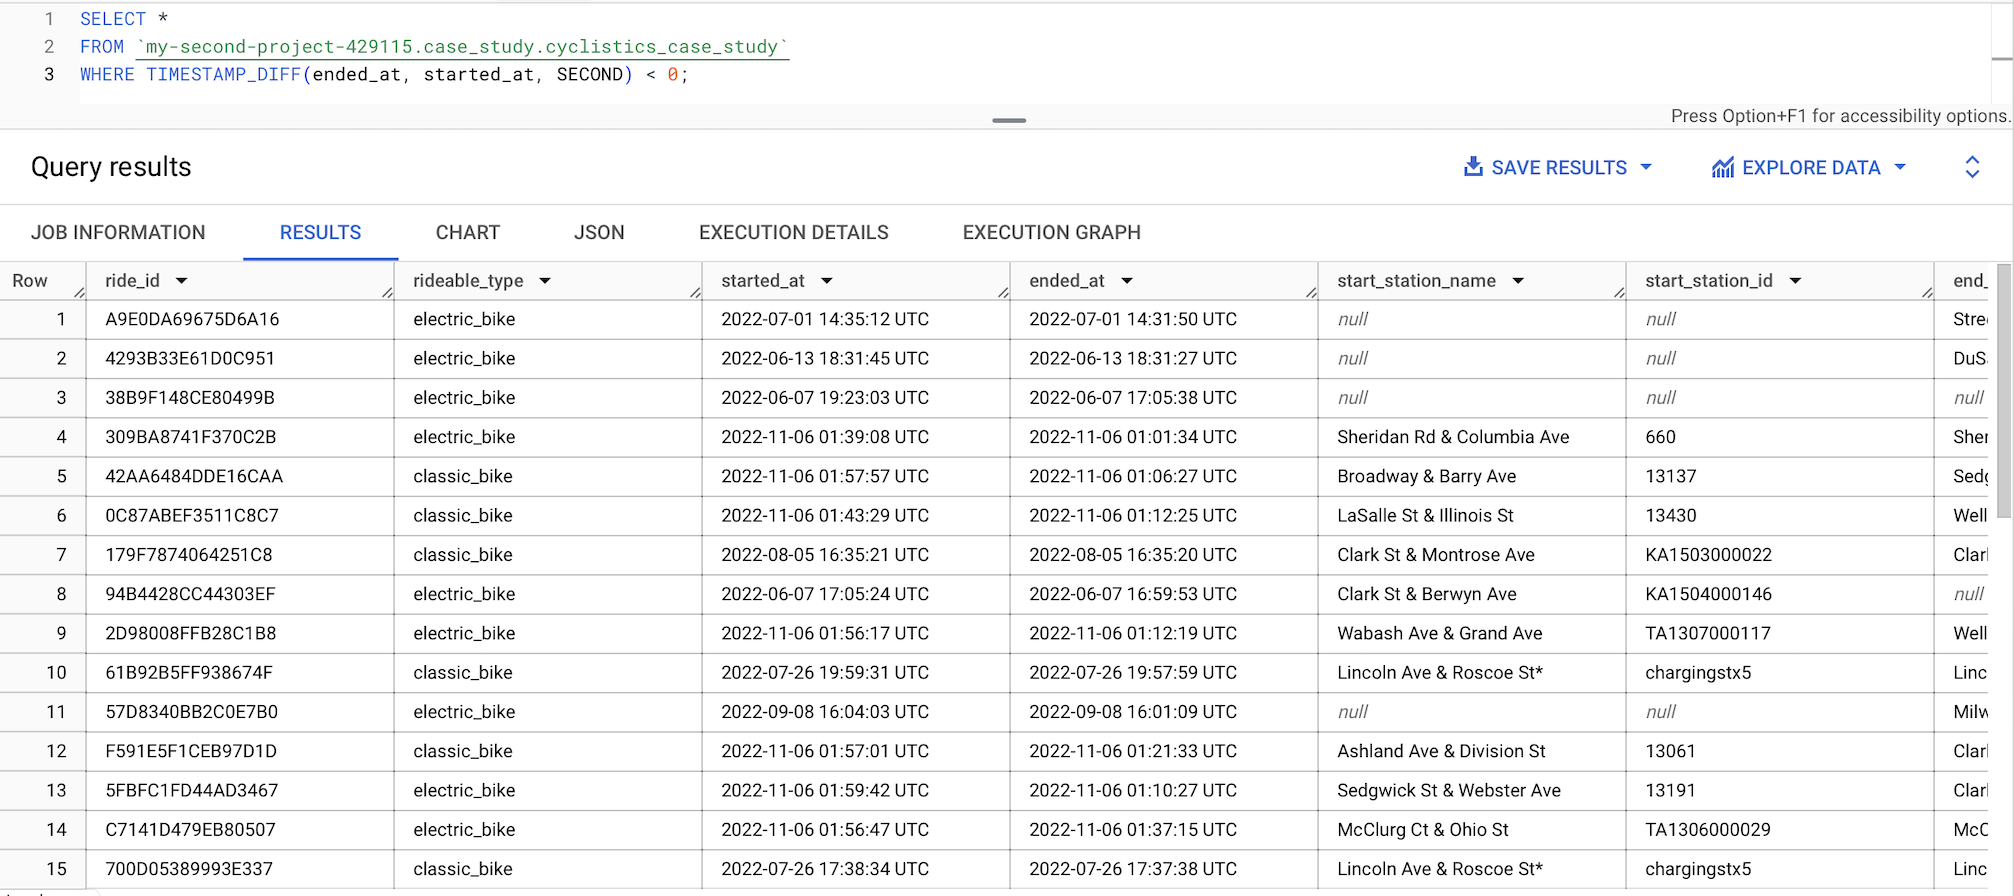 1 SELECT *
2 FROM `my-second-project-429115.case_study.cyclistics_case_study`
3 WHERE TIMESTAMP_DIFF(ended_at, started_at, SECOND) < 0;
Press Option+F1 for accessibility options.
Query results
SAVE RESULTS EXPLORE DATA
JOB INFORMATION RESULTS CHART JSON EXECUTION DETAILS EXECUTION GRAPH
Row ride_id rideable_type started_at ended_at start_station_name start_station_id end_
1 A9E0DA69675D6A16 electric_bike 2022-07-01 14:35:12 UTC 2022-07-01 14:31:50 UTC null null Stre
2 4293B33E61D0C951 electric_bike 2022-06-13 18:31:45 UTC 2022-06-13 18:31:27 UTC null null DuS
3 38B9F148CE80499B electric_bike 2022-06-07 19:23:03 UTC 2022-06-07 17:05:38 UTC null null null
4 309BA8741F370C2B electric_bike 2022-11-06 01:39:08 UTC 2022-11-06 01:01:34 UTC Sheridan Rd & Columbia Ave 660 Sher
5 42AA6484DDE16CAA classic_bike 2022-11-06 01:57:57 UTC 2022-11-06 01:06:27 UTC Broadway & Barry Ave 13137 Sedg
6 0C87ABEF3511C8C7 classic_bike 2022-11-06 01:43:29 UTC 2022-11-06 01:12:25 UTC LaSalle St & Illinois St 13430 Well
7 179F7874064251C8 classic_bike 2022-08-05 16:35:21 UTC 2022-08-05 16:35:20 UTC Clark St & Montrose Ave KA1503000022 Clar
8 94B4428CC44303EF electric_bike 2022-06-07 17:05:24 UTC 2022-06-07 16:59:53 UTC Clark St & Berwyn Ave KA1504000146 null
9 2D98008FFB28C1B8 electric_bike 2022-11-06 01:56:17 UTC 2022-11-06 01:12:19 UTC Wabash Ave & Grand Ave TA1307000117 Well
10 61B92B5FF938674F classic_bike 2022-07-26 19:59:31 UTC 2022-07-26 19:57:59 UTC Lincoln Ave & Roscoe St* chargingstx5 Linc
11 57D8340BB2C0E7B0 electric_bike 2022-09-08 16:04:03 UTC 2022-09-08 16:01:09 UTC null null Milw
12 F591E5F1CEB97D1D classic_bike 2022-11-06 01:57:01 UTC 2022-11-06 01:21:33 UTC Ashland Ave & Division St 13061 Clar
13 5FBFC1FD44AD3467 electric_bike 2022-11-06 01:59:42 UTC 2022-11-06 01:10:27 UTC Sedgwick St & Webster Ave 13191 Clar
14 C7141D479EB80507 electric_bike 2022-11-06 01:56:47 UTC 2022-11-06 01:37:15 UTC McClurg Ct & Ohio St TA1306000029 McC
15 700D05389993E337 classic_bike 2022-07-26 17:38:34 UTC 2022-07-26 17:37:38 UTC Lincoln Ave & Roscoe St* chargingstx5 Linc